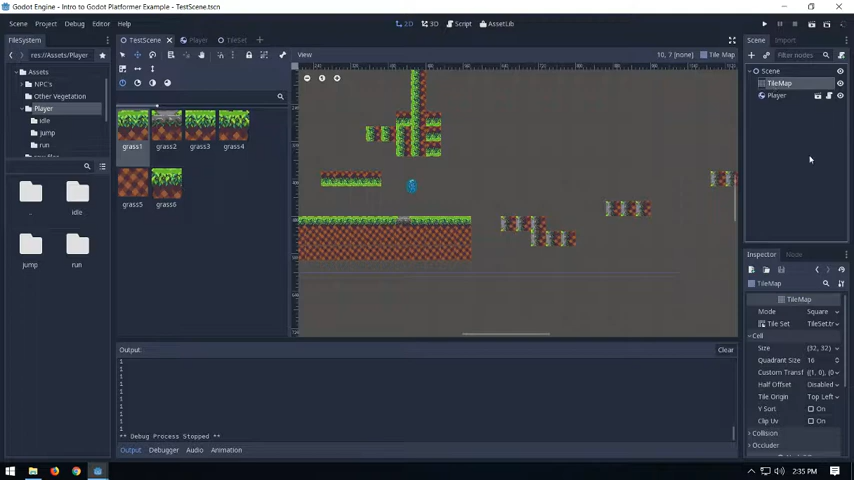 Godot Engine - Intro to Godot Platformer - TestScene.tscn
Scene Project Debug Editor Help
2D 3D Script AssetLib
FileSystem
TestScene Player TileSet
Scene Import
res://Assets/Player
View
10, 7 [none] TileMap
Filter nodes
Assets
NPC's
Other Vegetation
Player
idle
jump
run
Scene
TileMap
Player
grass1 grass2 grass3 grass4
grass5 grass6
.. idle
jump run
Inspector Node
TileMap
TileMap
Mode Square
Tile Set TileSet.tr
Cell
Size (32, 32)
Quadrant Size 16
Custom Transf
Half Offset Disabled
Tile Origin Top Left
Y Sort On
Clip Uv On
Collision
Occluder
Output: Clear
1
1
1
1
1
1
1
1
1
** Debug Process Stopped **
Output Debugger Audio Animation
2:35 PM